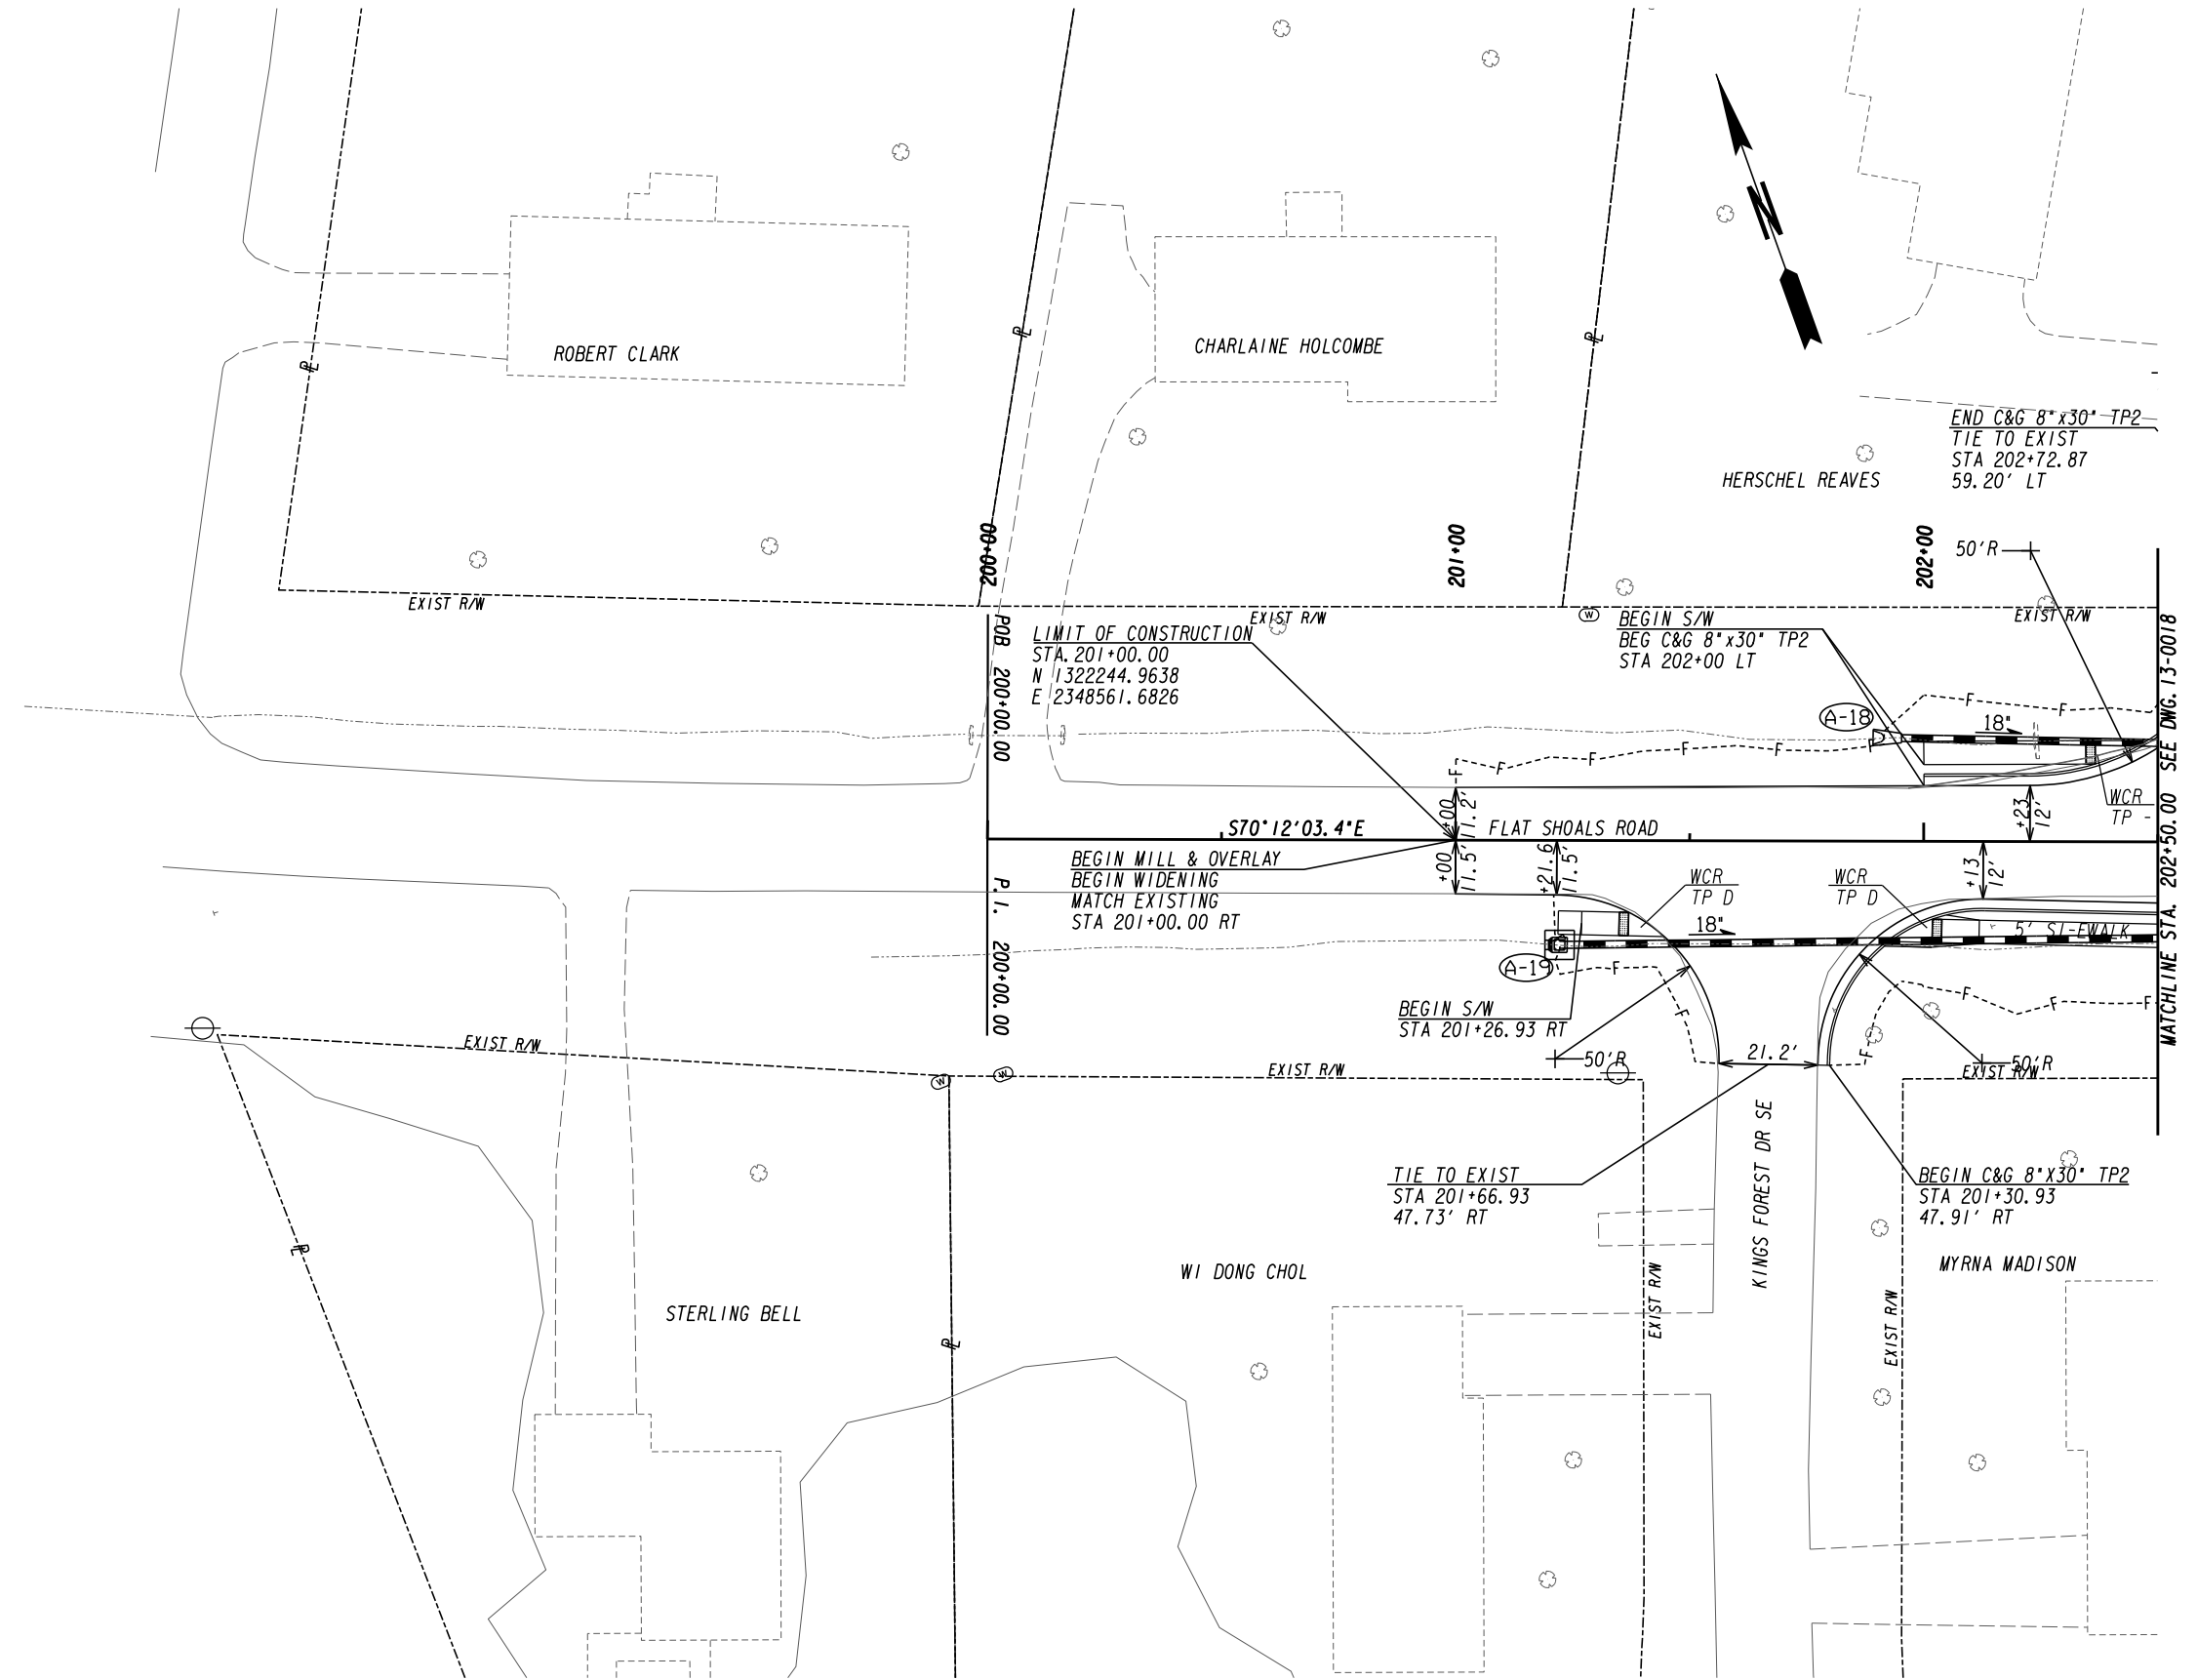 N
ROBERT CLARK
CHARLAINE HOLCOMBE
HERSCHEL REAVES
END C&G 8"x30" TP2
TIE TO EXIST
STA 202+72.87
59.20' LT
200+00
201+00
202+00
50'R
EXIST R/W
EXIST R/W
EXIST R/W
POB 200+00.00
LIMIT OF CONSTRUCTION
STA. 201+00.00
N 1322244.9638
E 2348561.6826
W
BEGIN S/W
BEG C&G 8"x30" TP2
STA 202+00 LT
A-18
18"
F
F
F
F
F
F
F
F
+00
11.2'
+23
12'
WCR
TP -
S70°12'03.4"E
FLAT SHOALS ROAD
BEGIN MILL & OVERLAY
BEGIN WIDENING
MATCH EXISTING
STA 201+00.00 RT
+00
11.5'
+21.6
11.5'
WCR
TP D
WCR
TP D
+13
12'
18"
5' SI-EWALK
A-19
P.I. 200+00.00
MATCHLINE STA. 202+50.00 SEE DWG. 13-0018
F
F
F
F
F
F
BEGIN S/W
STA 201+26.93 RT
50'R
21.2'
50'R
EXIST R/W
EXIST R/W
EXIST R/W
W
W
TIE TO EXIST
STA 201+66.93
47.73' RT
KINGS FOREST DR SE
BEGIN C&G 8"X30" TP2
STA 201+30.93
47.91' RT
EXIST R/W
EXIST R/W
WI DONG CHOL
MYRNA MADISON
STERLING BELL
PL
PL
PL
PL
PL